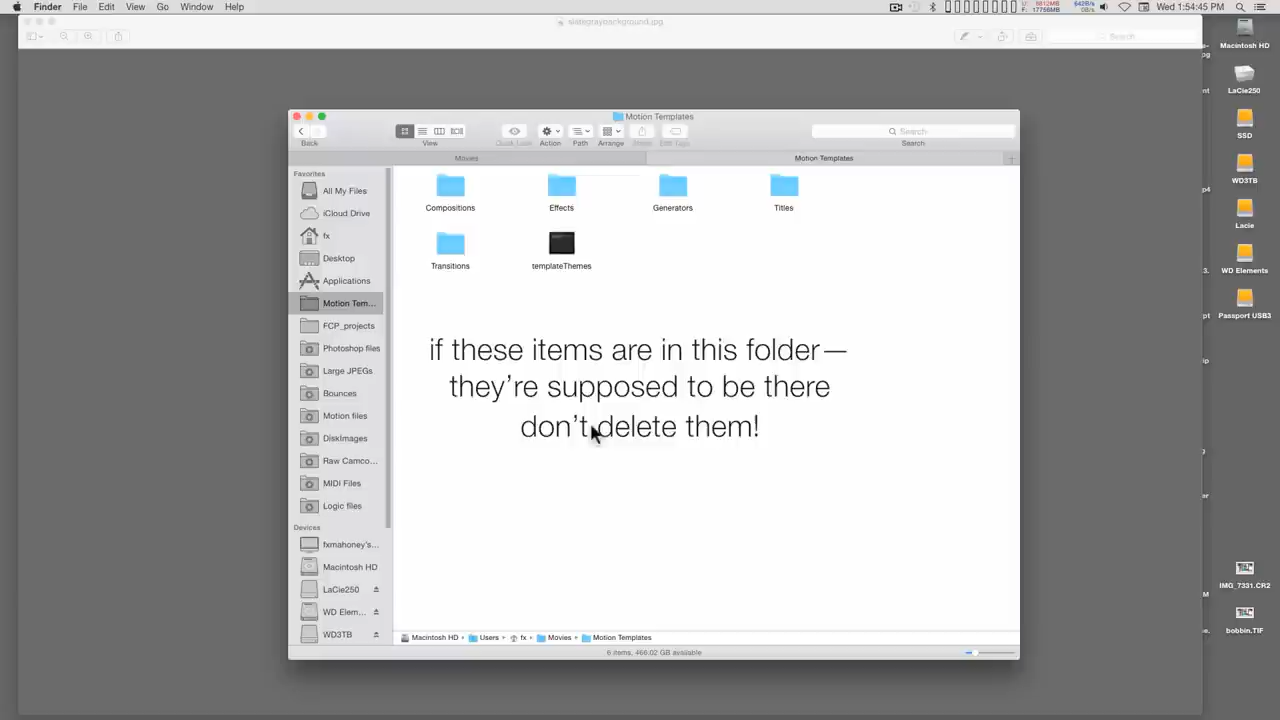 Finder File Edit View Go Window Help
Wed 1:54:45 PM
slategraybackground.jpg
Search
Motion Templates
Back
View
Action
Path
Arrange
Search
Search
Movies
Motion Templates
Favorites
All My Files
iCloud Drive
fx
Desktop
Applications
Motion Tem...
FCP_projects
Photoshop files
Large JPEGs
Bounces
Motion files
DiskImages
Raw Camco...
MIDI Files
Logic files
Devices
fxmahoney's...
Macintosh HD
LaCie250
WD Elem...
WD3TB
Compositions
Effects
Generators
Titles
Transitions
templateThemes
if these items are in this folder—
they're supposed to be there
don't delete them!
Macintosh HD
Users
fx
Movies
Motion Templates
6 items, 466.02 GB available
Macintosh HD
LaCie250
SSD
WD3TB
Lacie
WD Elements
Passport USB3
IMG_7331.CR2
bobbin.TIF